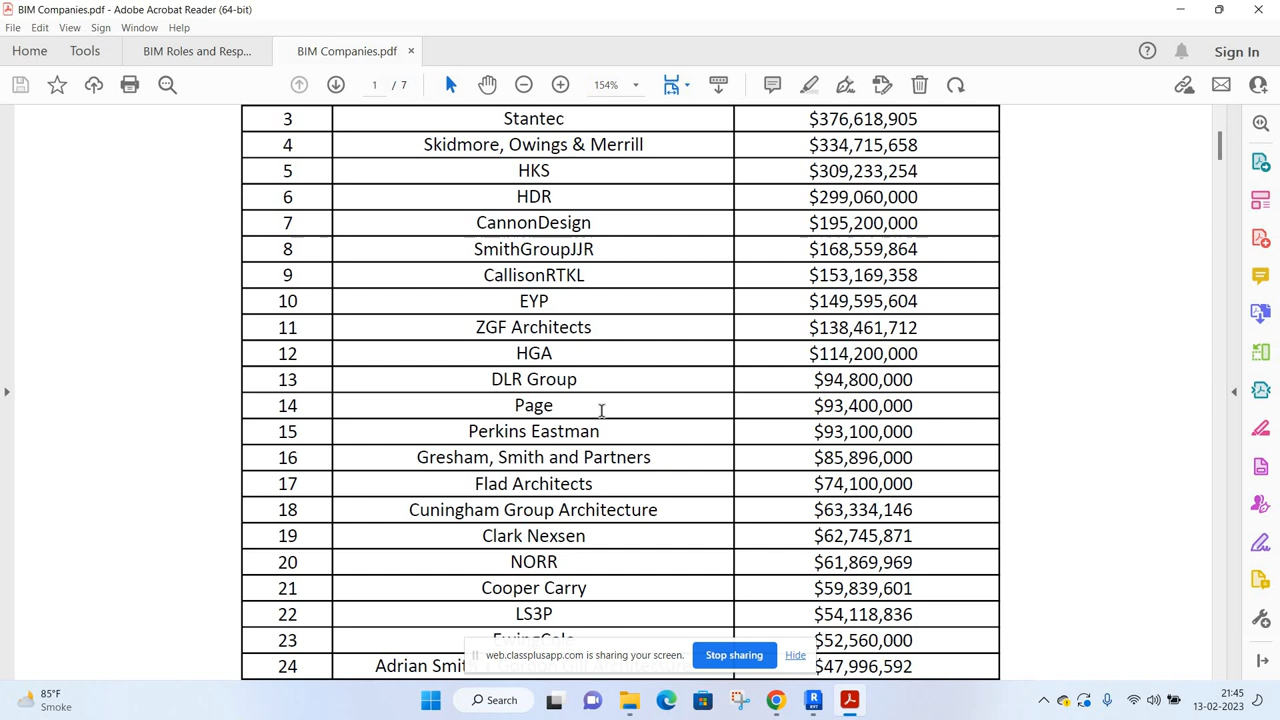 BIM Companies.pdf - Adobe Acrobat Reader (64-bit)
File Edit View Sign Window Help
Home Tools BIM Roles and Resp... BIM Companies.pdf × Sign In
1 / 7 154%
3 Stantec $376,618,905
4 Skidmore, Owings & Merrill $334,715,658
5 HKS $309,233,254
6 HDR $299,060,000
7 CannonDesign $195,200,000
8 SmithGroupJJR $168,559,864
9 CallisonRTKL $153,169,358
10 EYP $149,595,604
11 ZGF Architects $138,461,712
12 HGA $114,200,000
13 DLR Group $94,800,000
14 Page $93,400,000
15 Perkins Eastman $93,100,000
16 Gresham, Smith and Partners $85,896,000
17 Flad Architects $74,100,000
18 Cuningham Group Architecture $63,334,146
19 Clark Nexsen $62,745,871
20 NORR $61,869,969
21 Cooper Carry $59,839,601
22 LS3P $54,118,836
23 $52,560,000
web.classplusapp.com is sharing your screen. Stop sharing Hide
24 Adrian $47,996,592
85°F
Smoke
Search
21:45
13-02-2023